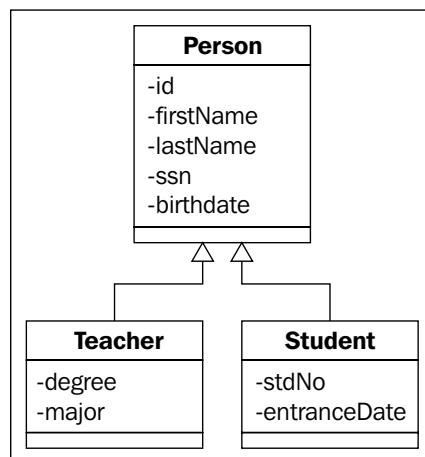 Person
-id
-firstName
-lastName
-ssn
-birthdate
Teacher
-degree
-major
Student
-stdNo
-entranceDate